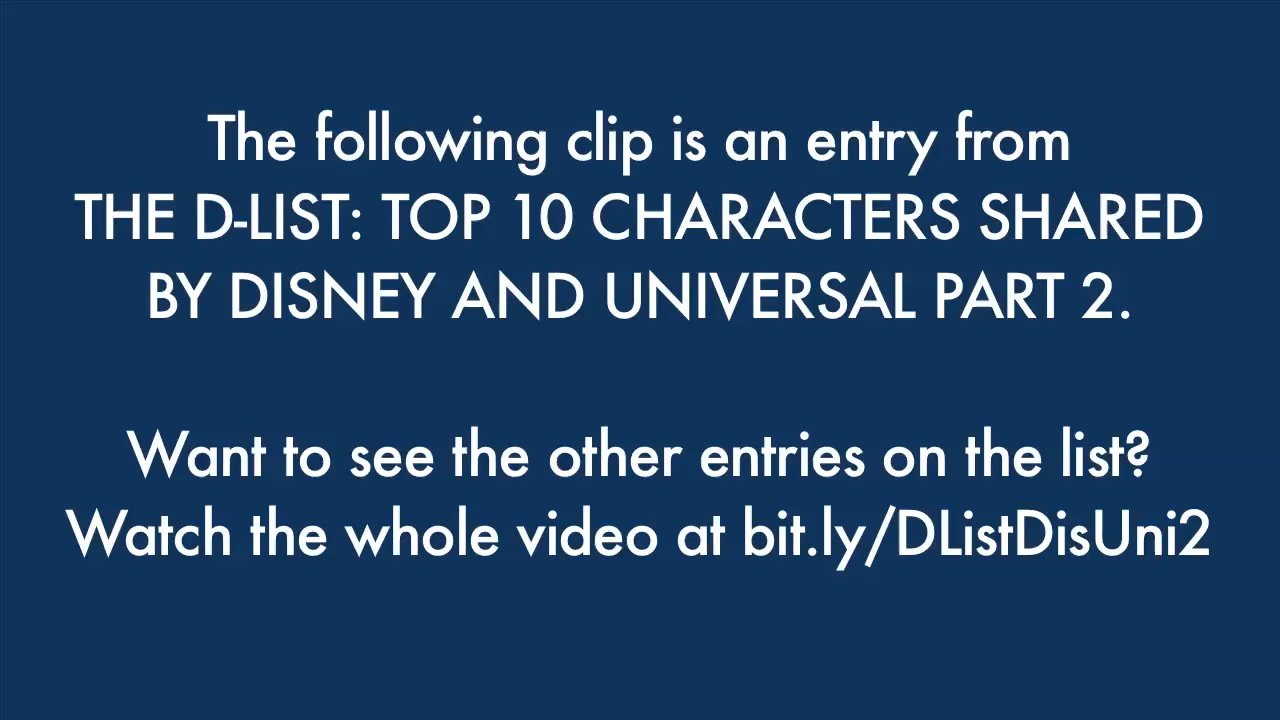 The following clip is an entry from
THE D-LIST: TOP 10 CHARACTERS SHARED
BY DISNEY AND UNIVERSAL PART 2.
Want to see the other entries on the list?
Watch the whole video at bit.ly/DListDisUni2